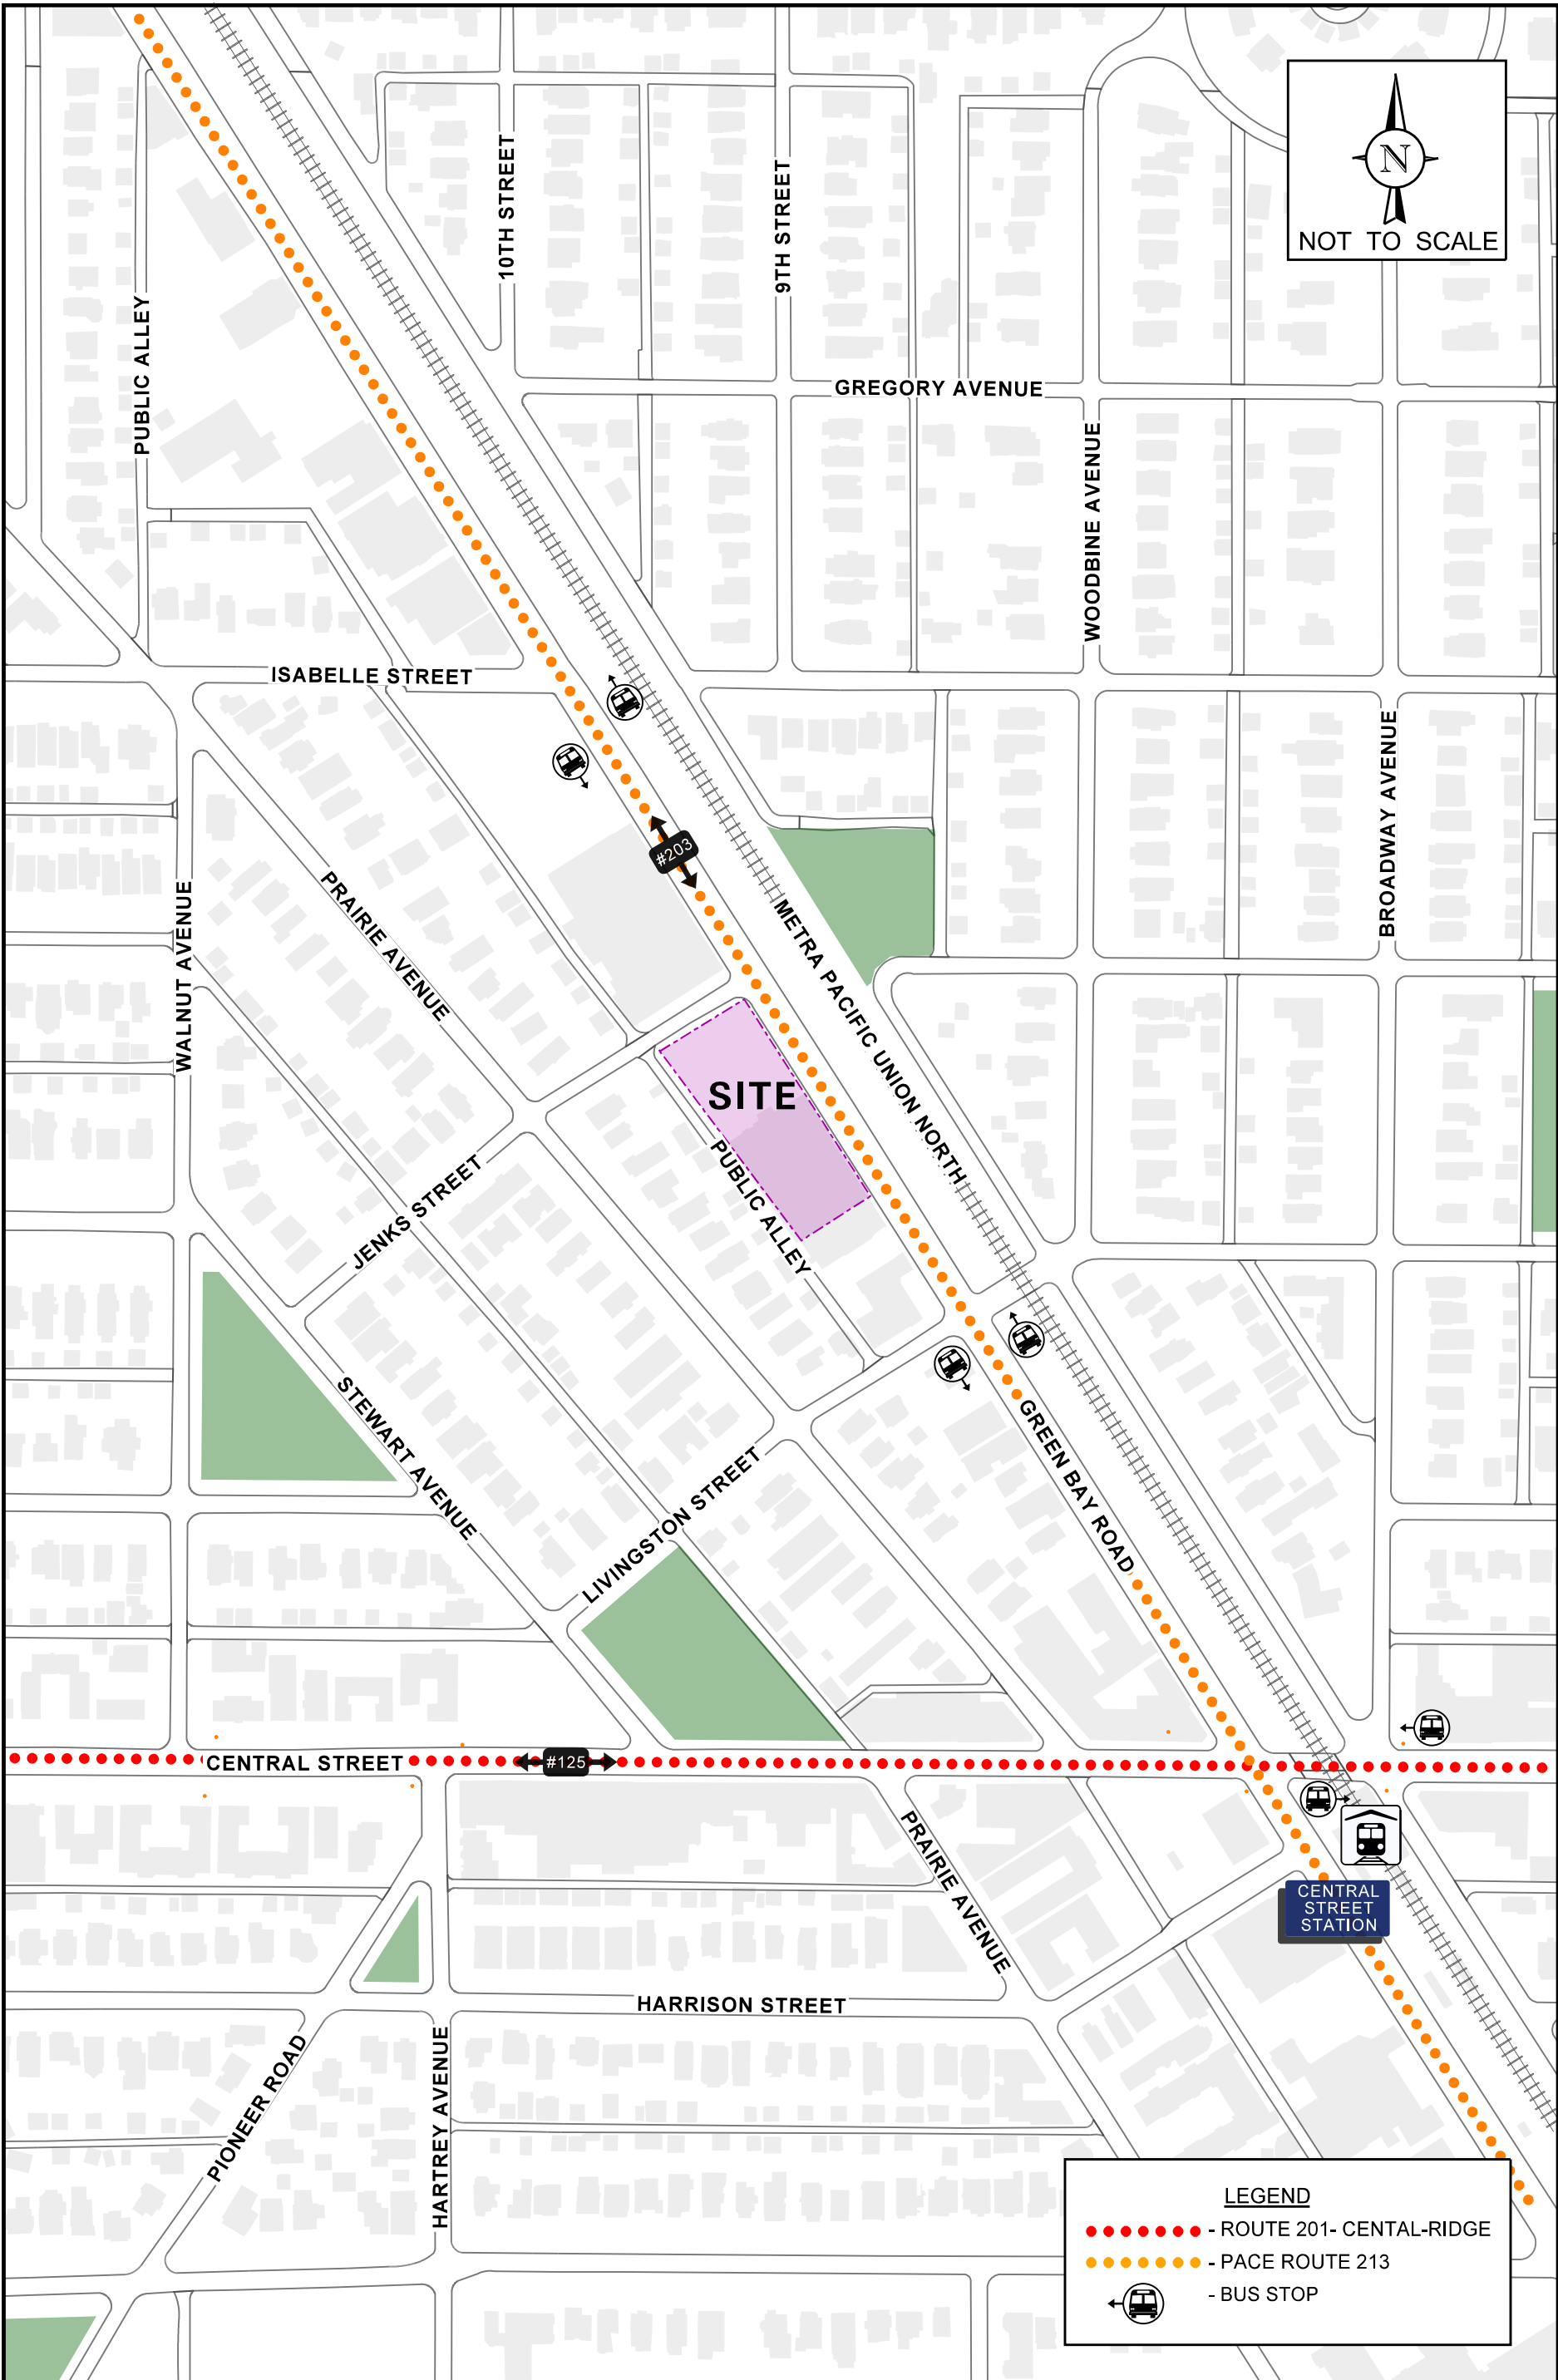 N
NOT TO SCALE
10TH STREET
9TH STREET
PUBLIC ALLEY
GREGORY AVENUE
WOODBINE AVENUE
ISABELLE STREET
BROADWAY AVENUE
#203
PRAIRIE AVENUE
WALNUT AVENUE
METRA PACIFIC UNION NORTH
SITE
PUBLIC ALLEY
JENKS STREET
STEWART AVENUE
GREEN BAY ROAD
LIVINGSTON STREET
CENTRAL STREET
#125
PRAIRIE AVENUE
CENTRAL
STREET
STATION
HARRISON STREET
PIONEER ROAD
HARTREY AVENUE
LEGEND
- ROUTE 201- CENTAL-RIDGE
- PACE ROUTE 213
- BUS STOP